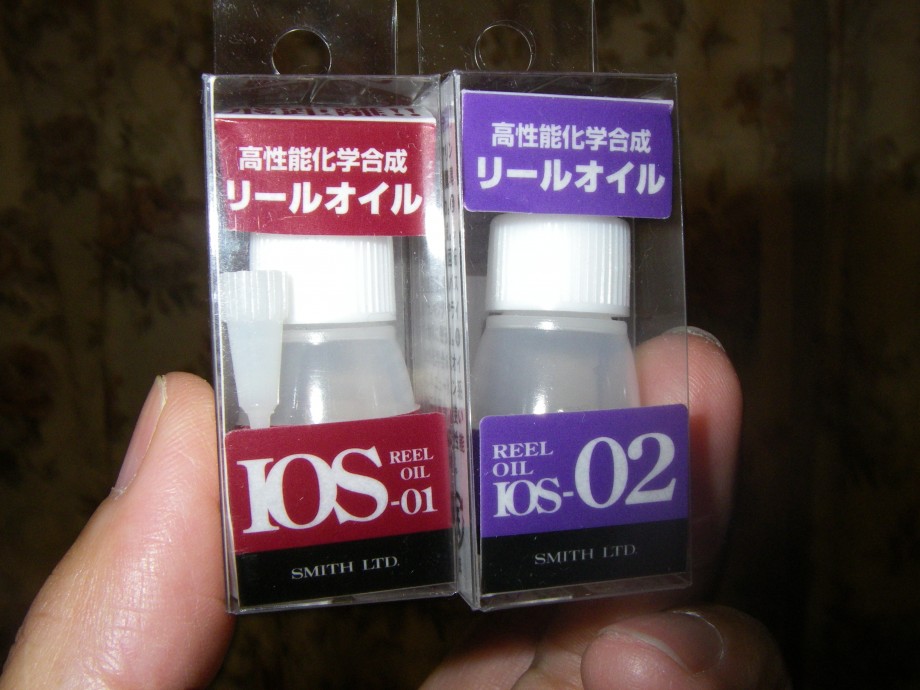 高性能化学合成
リールオイル
IOS
REEL
OIL
-01
SMITH LTD.
高性能化学合成
リールオイル
REEL
OIL
IOS-02
SMITH LTD.